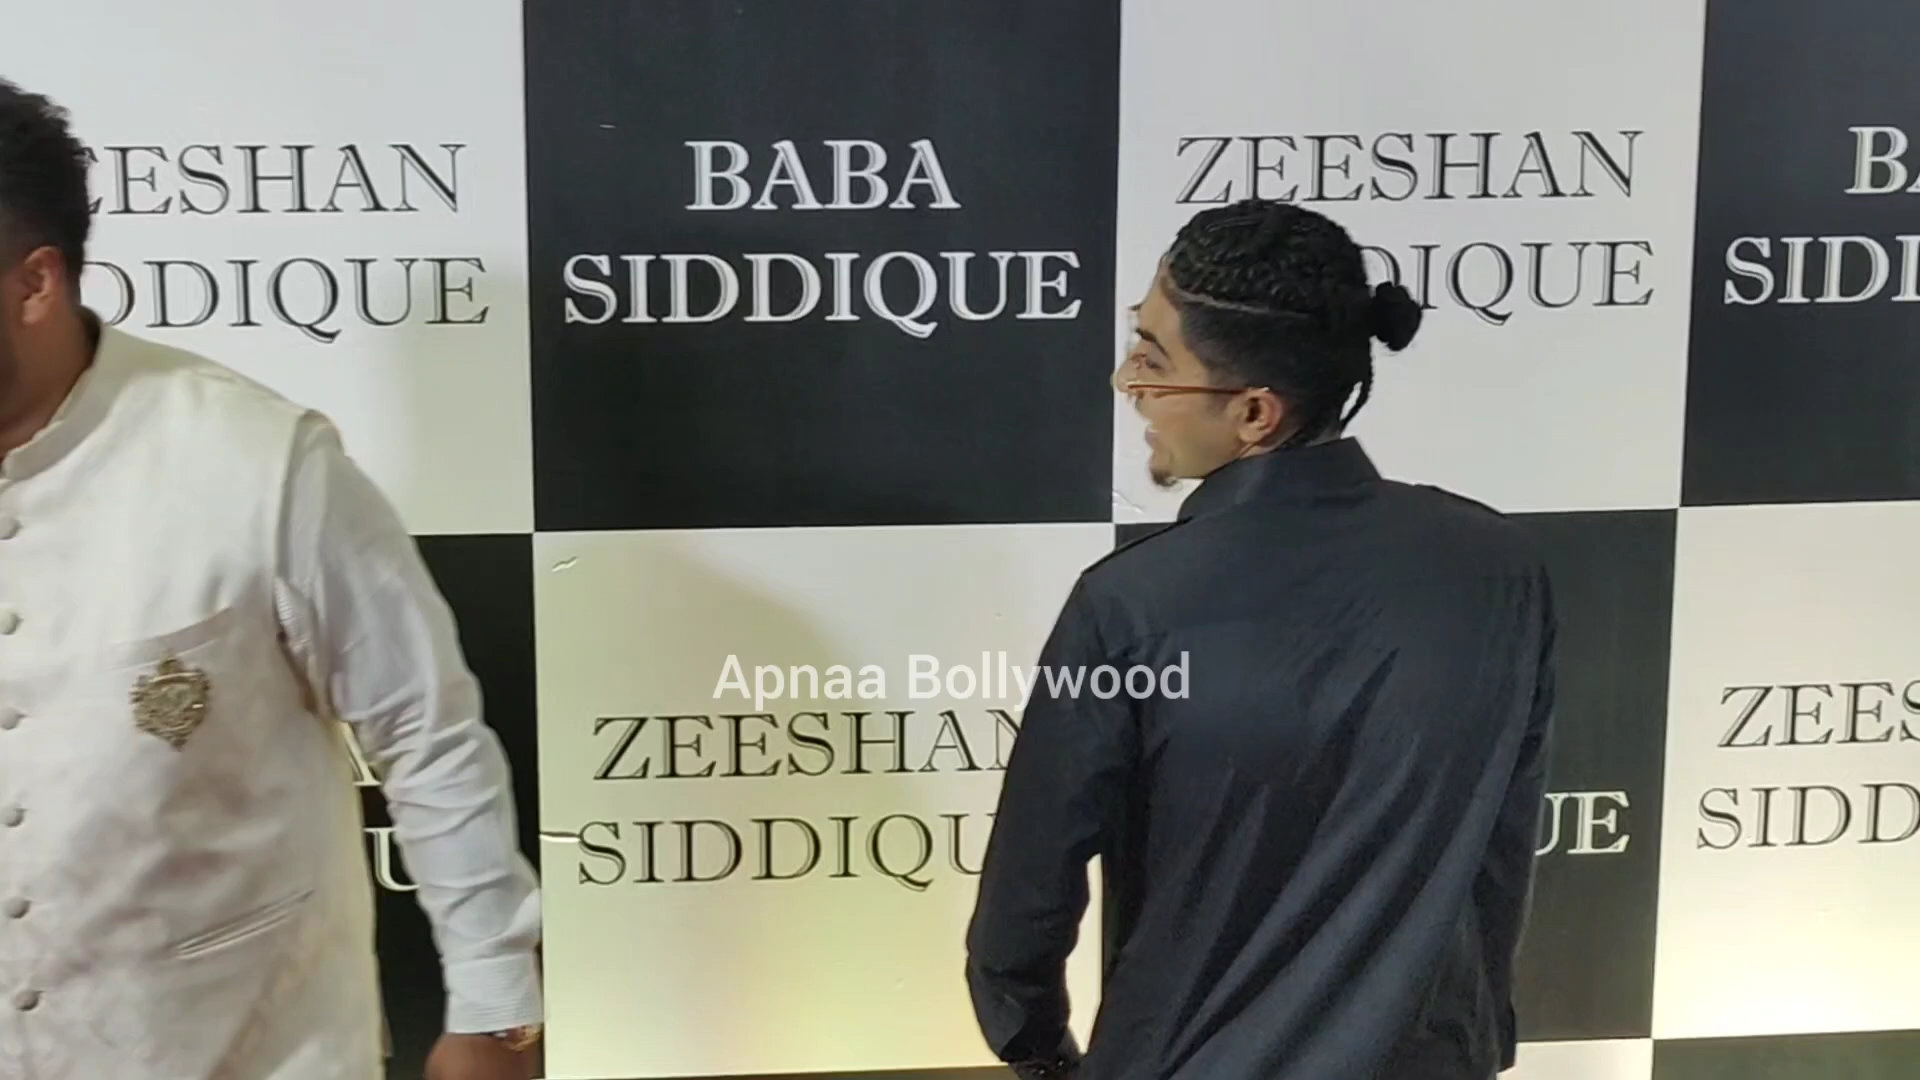 ZEESHAN
SIDDIQUE
BABA
SIDDIQUE
ZEESHAN
SIDDIQUE
Apnaa Bollywood
ZEESHAN
SIDDIQUE